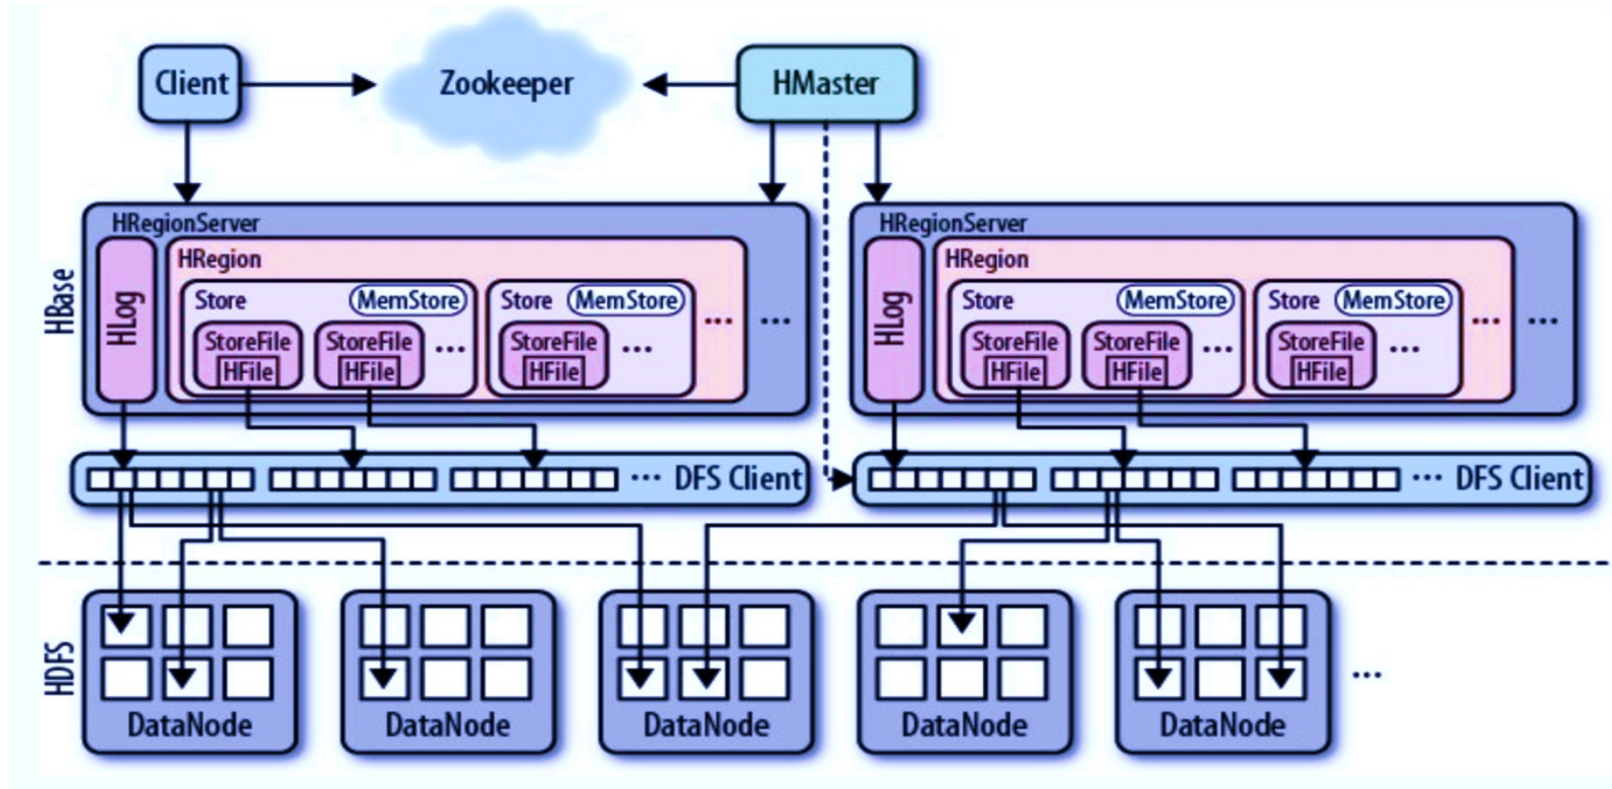 Client
Zookeeper
HMaster
HBase
HRegionServer
HLog
HRegion
Store
MemStore
StoreFile
HFile
StoreFile
HFile
...
Store
MemStore
StoreFile
HFile
...
...
...
HRegionServer
HLog
HRegion
Store
MemStore
StoreFile
HFile
StoreFile
HFile
...
Store
MemStore
StoreFile
HFile
...
...
...
... DFS Client
... DFS Client
HDFS
DataNode
DataNode
DataNode
DataNode
DataNode
...